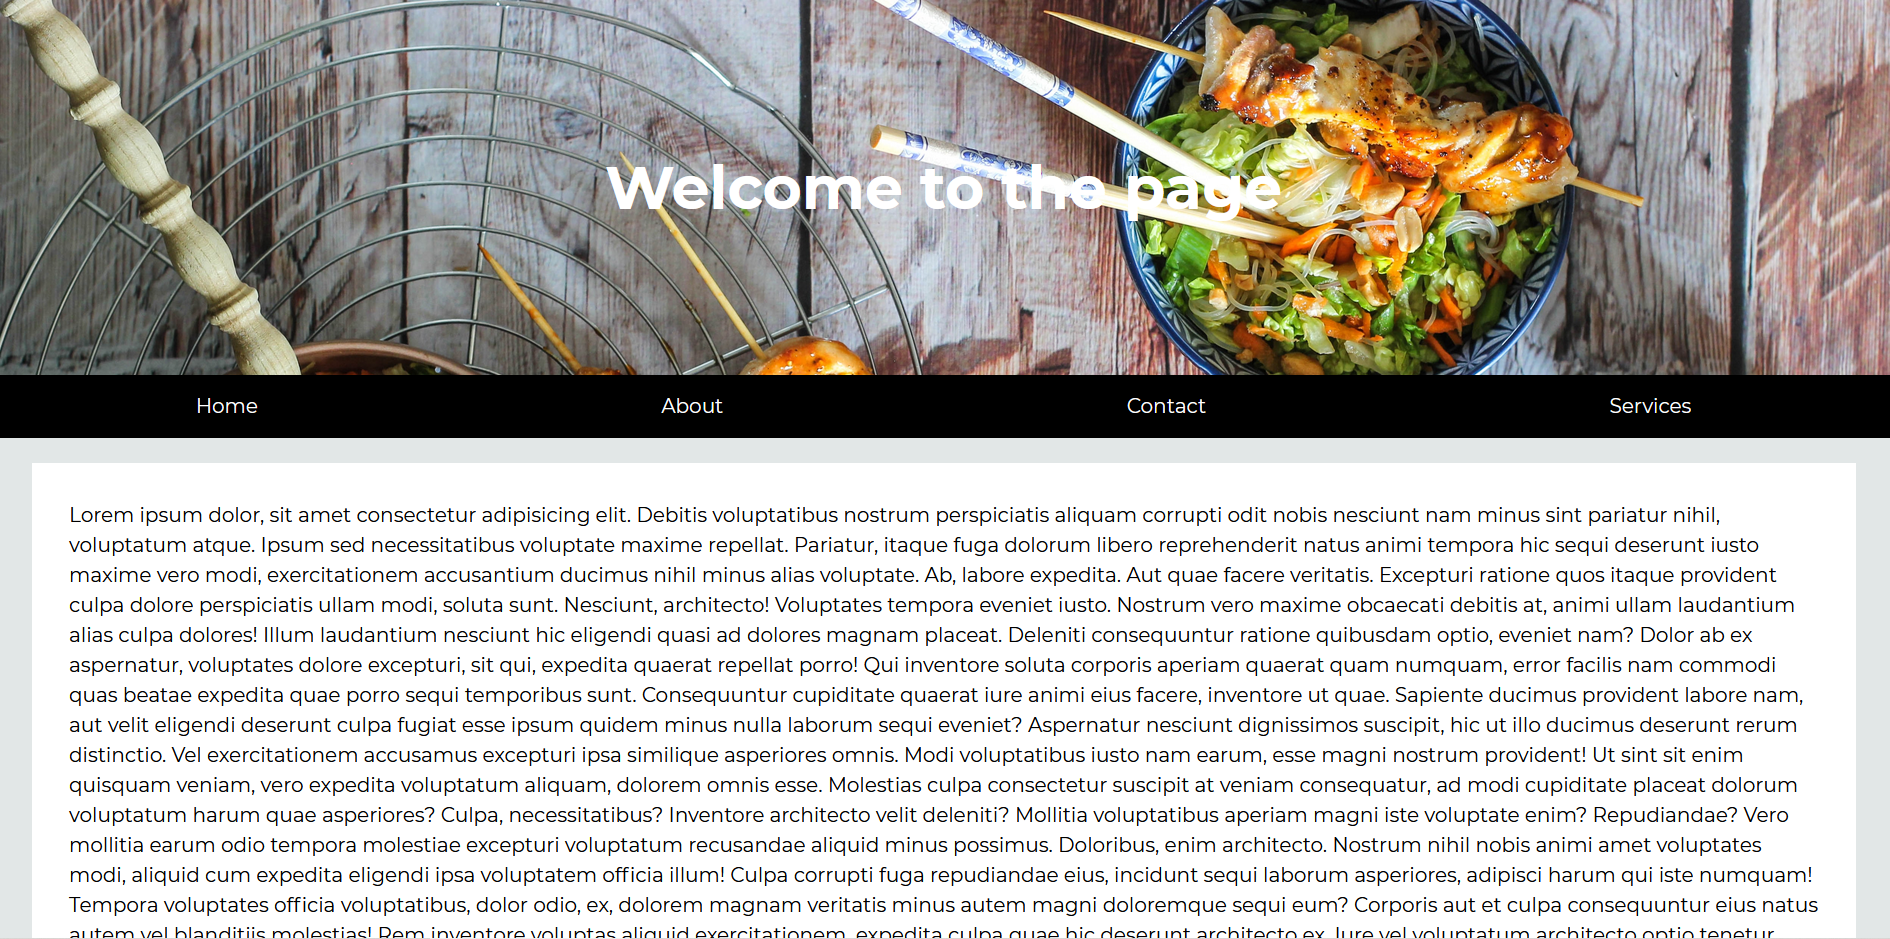 Welcome to the page
Home About Contact Services
Lorem ipsum dolor, sit amet consectetur adipisicing elit. Debitis voluptatibus nostrum perspiciatis aliquam corrupti odit nobis nesciunt nam minus sint pariatur nihil,
voluptatum atque. Ipsum sed necessitatibus voluptate maxime repellat. Pariatur, itaque fuga dolorum libero reprehenderit natus animi tempora hic sequi deserunt iusto
maxime vero modi, exercitationem accusantium ducimus nihil minus alias voluptate. Ab, labore expedita. Aut quae facere veritatis. Excepturi ratione quos itaque provident
culpa dolore perspiciatis ullam modi, soluta sunt. Nesciunt, architecto! Voluptates tempora eveniet iusto. Nostrum vero maxime obcaecati debitis at, animi ullam laudantium
alias culpa dolores! Illum laudantium nesciunt hic eligendi quasi ad dolores magnam placeat. Deleniti consequuntur ratione quibusdam optio, eveniet nam? Dolor ab ex
aspernatur, voluptates dolore excepturi, sit qui, expedita quaerat repellat porro! Qui inventore soluta corporis aperiam quaerat quam numquam, error facilis nam commodi
quas beatae expedita quae porro sequi temporibus sunt. Consequuntur cupiditate quaerat iure animi eius facere, inventore ut quae. Sapiente ducimus provident labore nam,
aut velit eligendi deserunt culpa fugiat esse ipsum quidem minus nulla laborum sequi eveniet? Aspernatur nesciunt dignissimos suscipit, hic ut illo ducimus deserunt rerum
distinctio. Vel exercitationem accusamus excepturi ipsa similique asperiores omnis. Modi voluptatibus iusto nam earum, esse magni nostrum provident! Ut sint sit enim
quisquam veniam, vero expedita voluptatum aliquam, dolorem omnis esse. Molestias culpa consectetur suscipit at veniam consequatur, ad modi cupiditate placeat dolorum
voluptatum harum quae asperiores? Culpa, necessitatibus? Inventore architecto velit deleniti? Mollitia voluptatibus aperiam magni iste voluptate enim? Repudiandae? Vero
mollitia earum odio tempora molestiae excepturi voluptatum recusandae aliquid minus possimus. Doloribus, enim architecto. Nostrum nihil nobis animi amet voluptates
modi, aliquid cum expedita eligendi ipsa voluptatem officia illum! Culpa corrupti fuga repudiandae eius, incidunt sequi laborum asperiores, adipisci harum qui iste numquam!
Tempora voluptates officia voluptatibus, dolor odio, ex, dolorem magnam veritatis minus autem magni doloremque sequi eum? Corporis aut et culpa consequuntur eius natus
autem vel blanditiis molestias! Rem inventore voluptas aliquid exercitationem, expedita culpa quae hic deserunt architecto ex. Iure vel voluptatum architecto optio tenetur